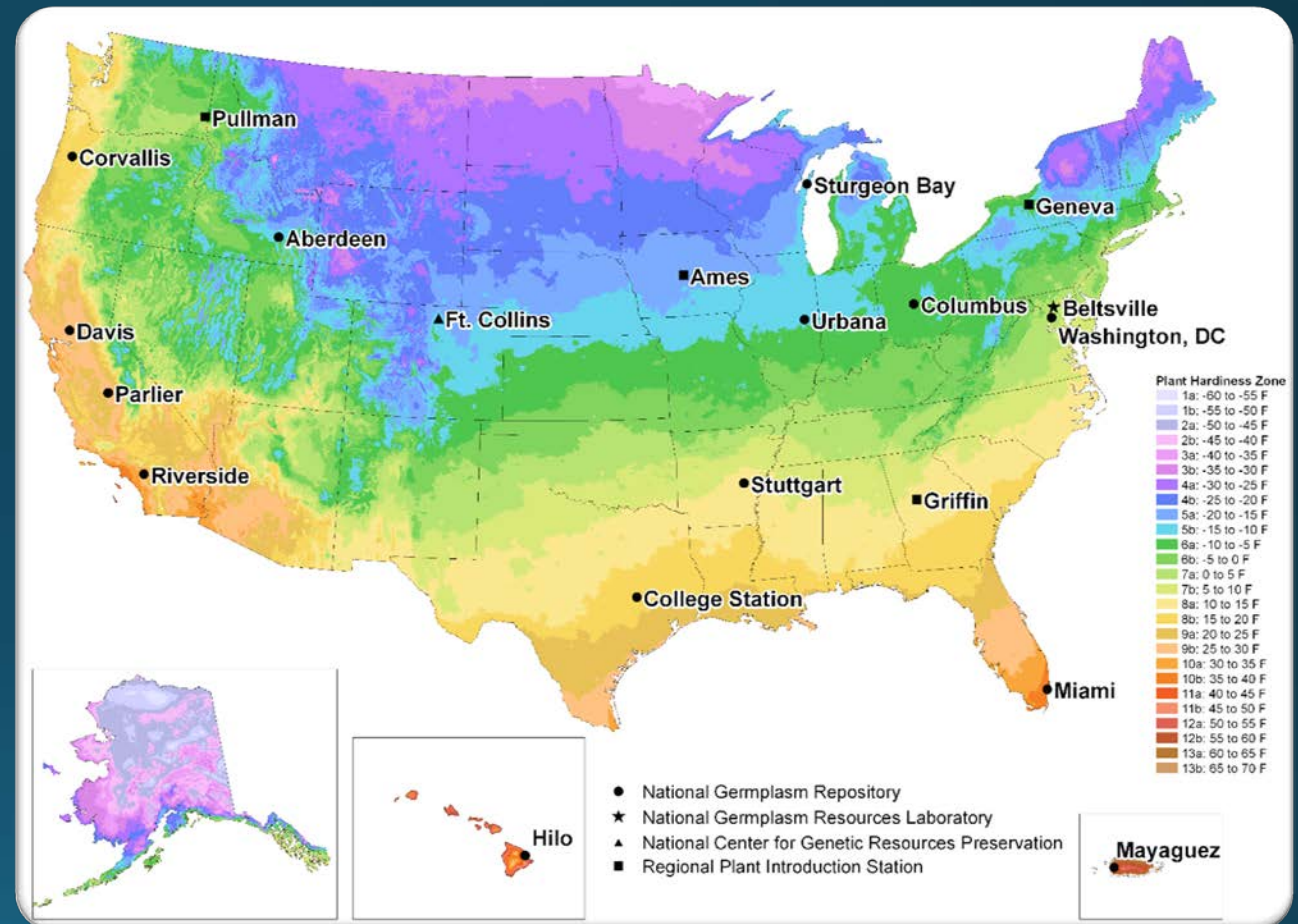 Pullman
Corvallis
Sturgeon Bay
Geneva
Aberdeen
Ames
Ft. Collins
Urbana
Columbus
Beltsville
Washington, DC
Davis
Parlier
Riverside
Stuttgart
Griffin
College Station
Miami
Plant Hardiness Zone
1a: -60 to -55 F
1b: -55 to -50 F
2a: -50 to -45 F
2b: -45 to -40 F
3a: -40 to -35 F
3b: -35 to -30 F
4a: -30 to -25 F
4b: -25 to -20 F
5a: -20 to -15 F
5b: -15 to -10 F
6a: -10 to -5 F
6b: -5 to 0 F
7a: 0 to 5 F
7b: 5 to 10 F
8a: 10 to 15 F
8b: 15 to 20 F
9a: 20 to 25 F
9b: 25 to 30 F
10a: 30 to 35 F
10b: 35 to 40 F
11a: 40 to 45 F
11b: 45 to 50 F
12a: 50 to 55 F
12b: 55 to 60 F
13a: 60 to 65 F
13b: 65 to 70 F
Hilo
National Germplasm Repository
National Germplasm Resources Laboratory
National Center for Genetic Resources Preservation
Regional Plant Introduction Station
Mayaguez